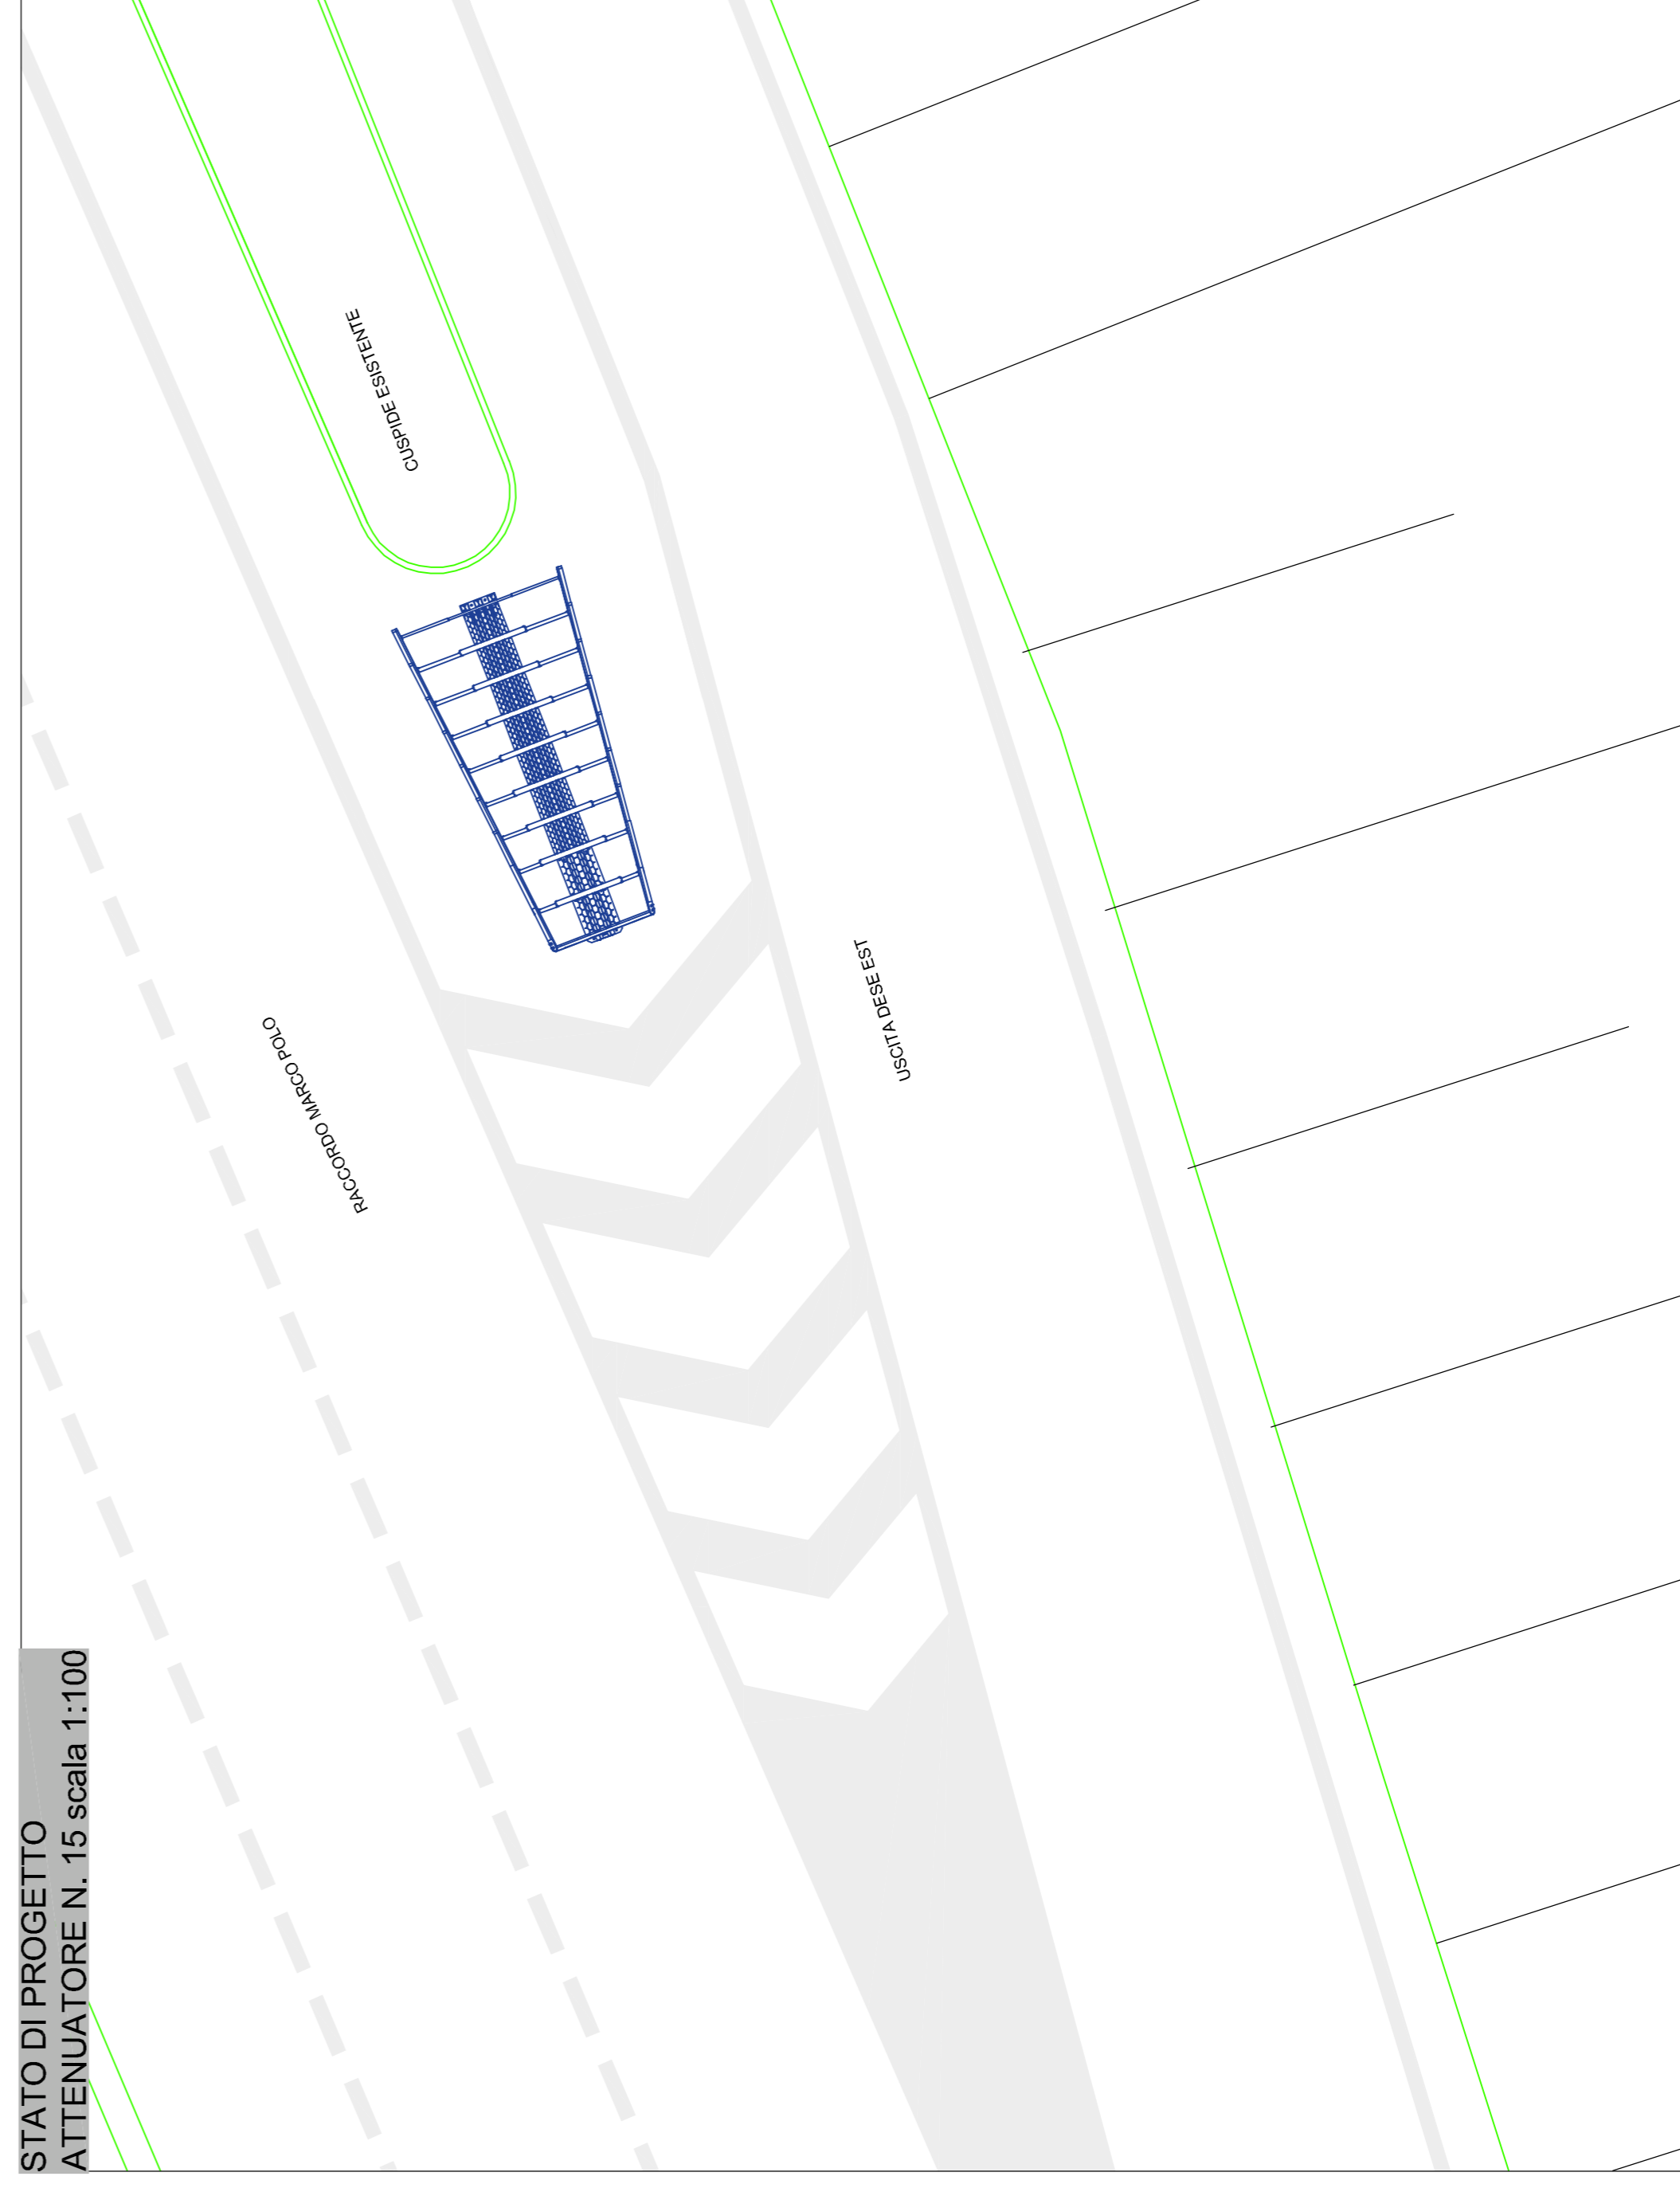 STATO DI PROGETTO
ATTENUATORE N. 15 scala 1:100
CUSPIDE ESISTENTE
RACCORDO MARCO POLO
USCITA DESE EST